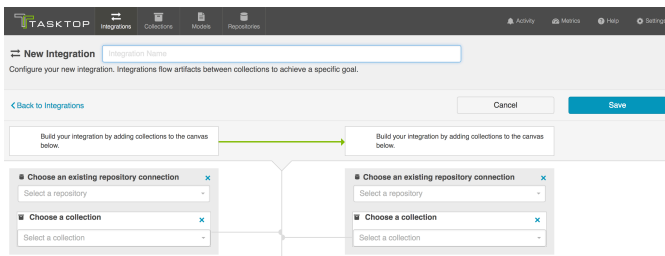 TASKTOP
Integrations
Collections
Models
Repositories
Activity
Metrics
Help
Settings
New Integration
Integration Name
Configure your new integration. Integrations flow artifacts between collections to achieve a specific goal.
Back to Integrations
Cancel
Save
Build your integration by adding collections to the canvas
below.
Build your integration by adding collections to the canvas
below.
Choose an existing repository connection
Select a repository
Choose a collection
Select a collection
Choose an existing repository connection
Select a repository
Choose a collection
Select a collection